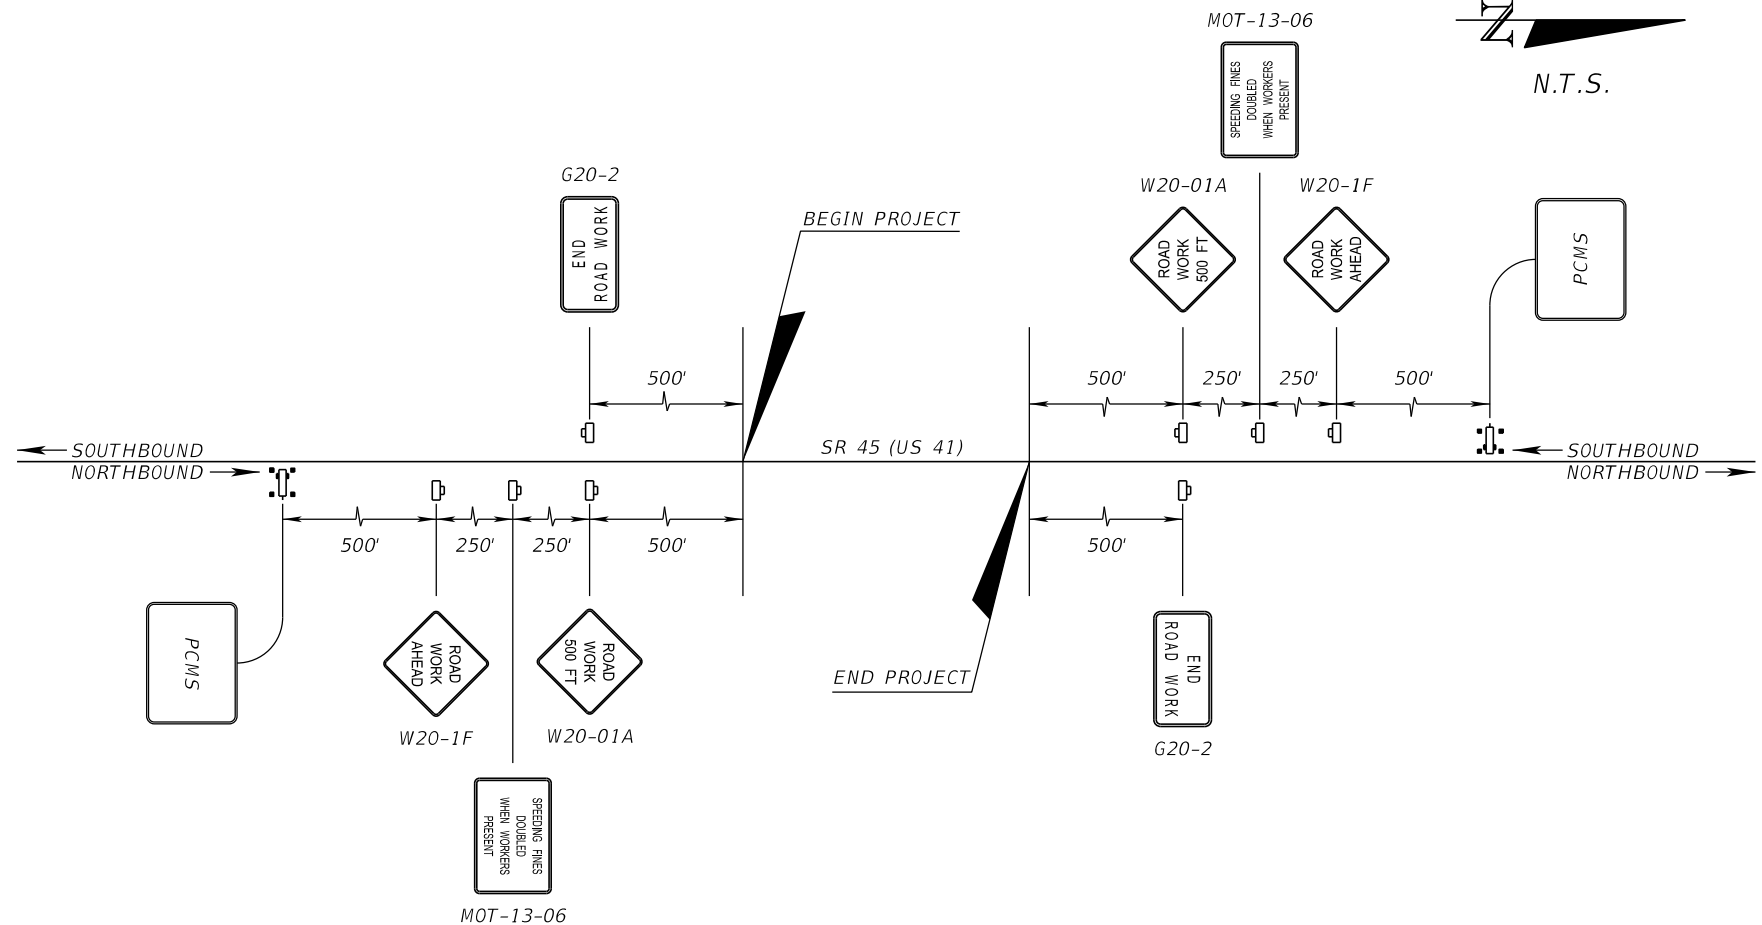 MOT-13-06
SPEEDING FINES
DOUBLED
WHEN WORKERS
PRESENT
N
N.T.S.
G20-2
END
ROAD WORK
BEGIN PROJECT
W20-01A
ROAD
WORK
500 FT
W20-1F
ROAD
WORK
AHEAD
PCMS
500'
500'
250'
250'
500'
SOUTHBOUND
NORTHBOUND
SR 45 (US 41)
SOUTHBOUND
NORTHBOUND
500'
250'
250'
500'
500'
PCMS
ROAD
WORK
AHEAD
W20-1F
ROAD
WORK
500 FT
W20-01A
END PROJECT
END
ROAD WORK
G20-2
SPEEDING FINES
DOUBLED
WHEN WORKERS
PRESENT
MOT-13-06